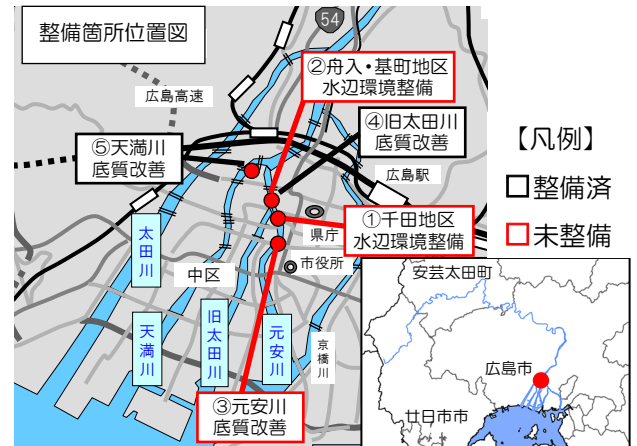 整備箇所位置図
54
②舟入・基町地区
水辺環境整備
広島高速
④旧太田川
底質改善
⑤天満川
底質改善
広島駅
【凡例】
整備済
未整備
①千田地区
水辺環境整備
県庁
市役所
太田川
中区
天満川
旧太田川
元安川
京橋川
③元安川
底質改善
安芸太田町
広島市
廿日市市